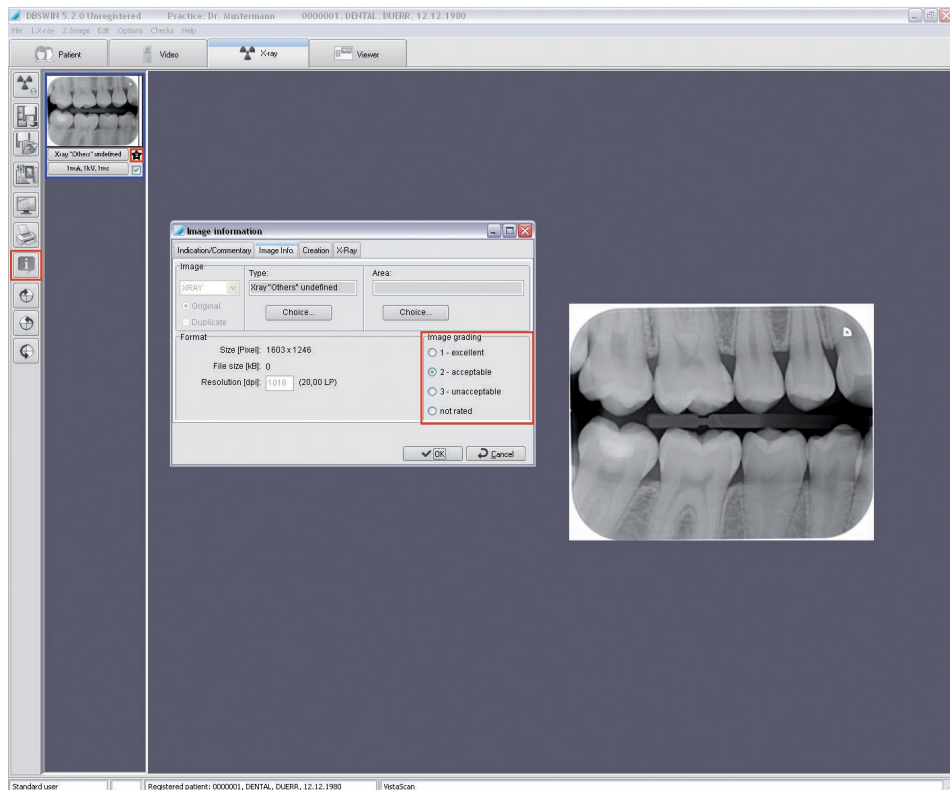 DBSWIN 5.2.0 Unregistered Practice: Dr. Mustermann 0000001, DENTAL, DUERR, 12.12.1980
File 1.X-ray 2.Image Edit Options Checks Help
Patient Video X-ray Viewer
Xray "Others" undefined
1mA, 1kV, 1ms
Image information
Indication/Commentary Image Info. Creation X-Ray
Image Type: Area:
XRAY Xray "Others" undefined
Original
Choice... Choice...
Duplicate
Format Image grading
Size [Pixel]: 1603 x 1246 1 - excellent
File size [kB]: 0 2 - acceptable
Resolution [dpi]: 1016 (20,00 LP) 3 - unacceptable
not rated
OK Cancel
Standard user Registered patient: 0000001, DENTAL, DUERR, 12.12.1980 VistaScan